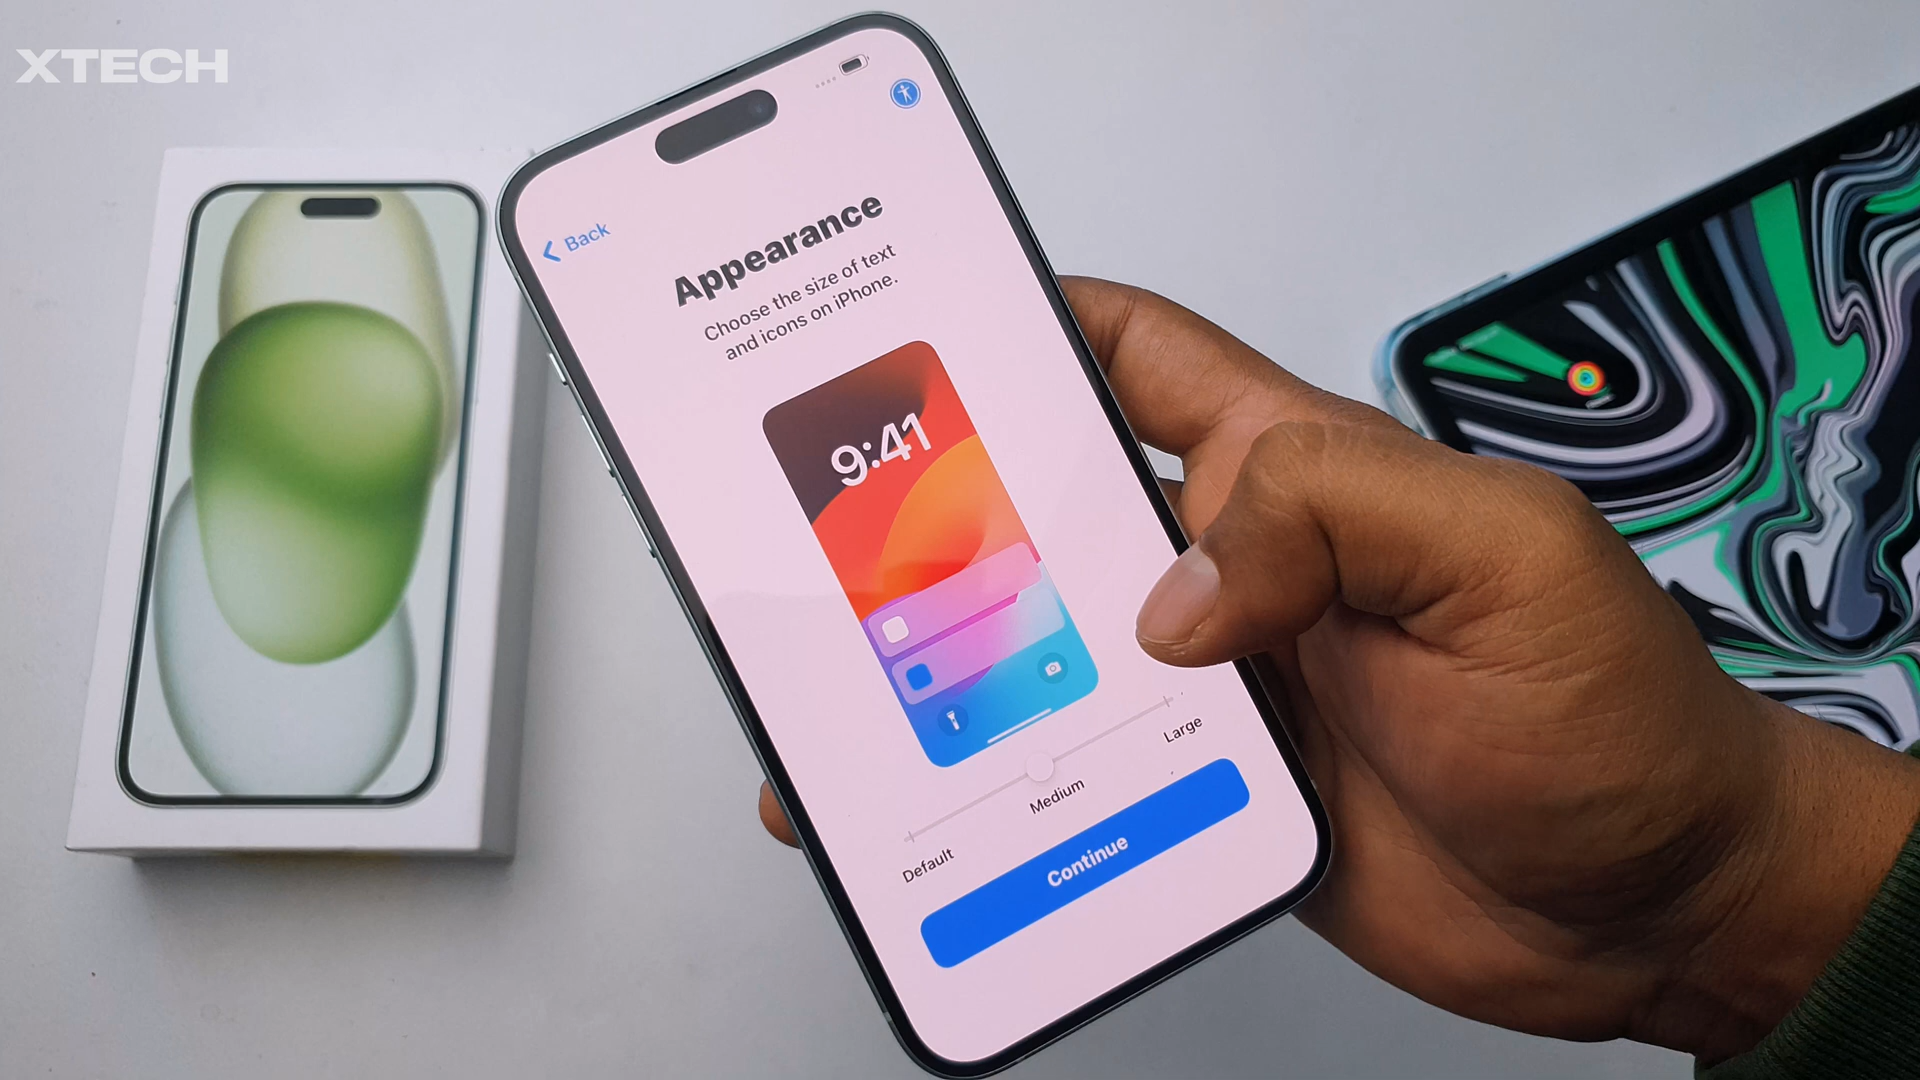 XTECH
Back
Appearance
Choose the size of text
and icons on iPhone.
9:41
Large
Medium
Default
Continue